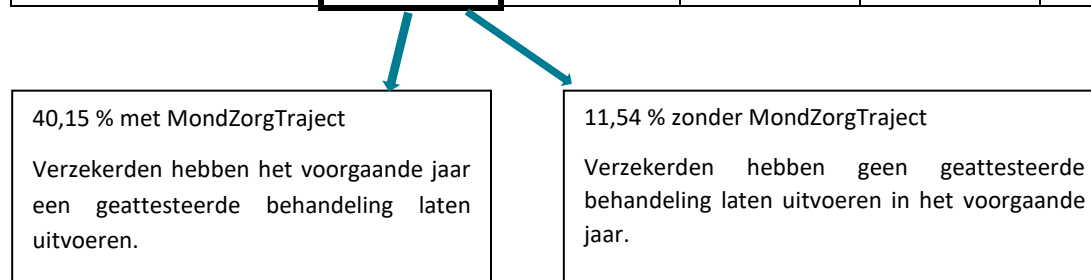 40,15 % met MondZorgTraject
Verzekerden hebben het voorgaande jaar
een geattesteerde behandeling laten
uitvoeren.
11,54 % zonder MondZorgTraject
Verzekerden hebben geen geattesteerde
behandeling laten uitvoeren in het voorgaande
jaar.